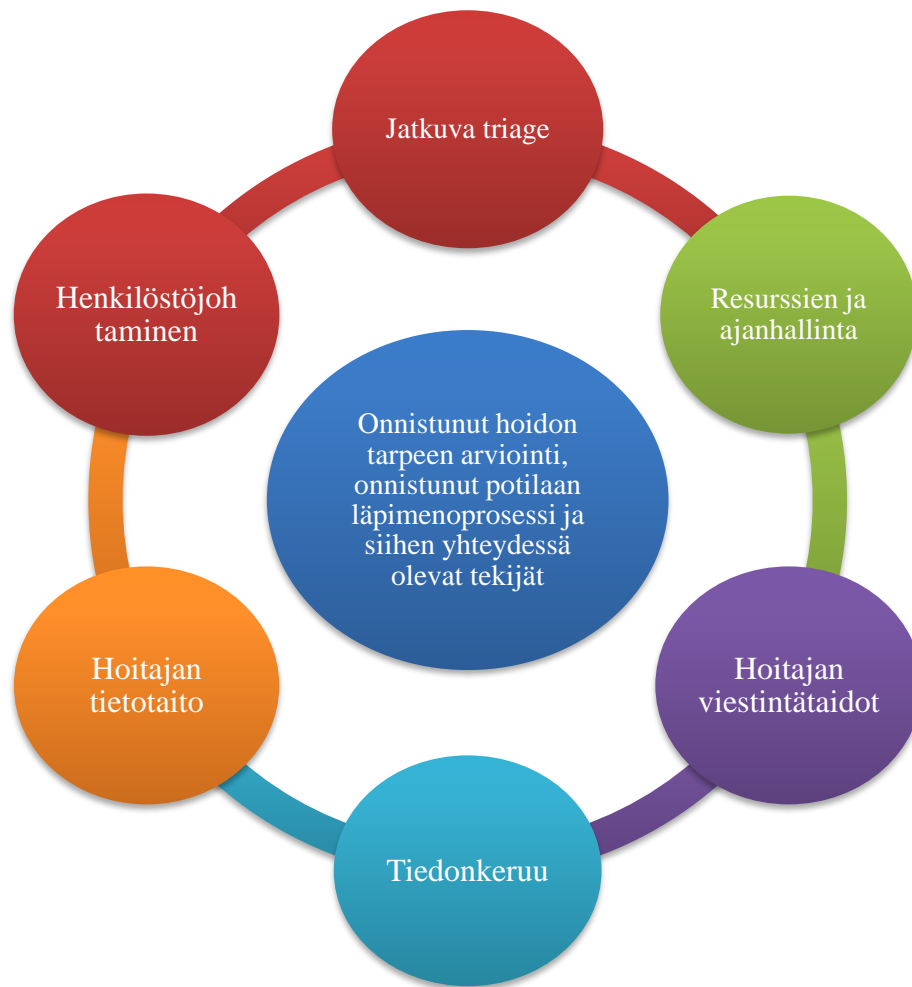 Jatkuva triage
Resurssien ja
ajanhallinta
Hoitajan
viestintätaidot
Tiedonkeruu
Hoitajan
tietotaito
Henkilöstöjoh
taminen
Onnistunut hoidon
tarpeen arviointi,
onnistunut potilaan
läpimenoprosessi ja
siihen yhteydessä
olevat tekijät